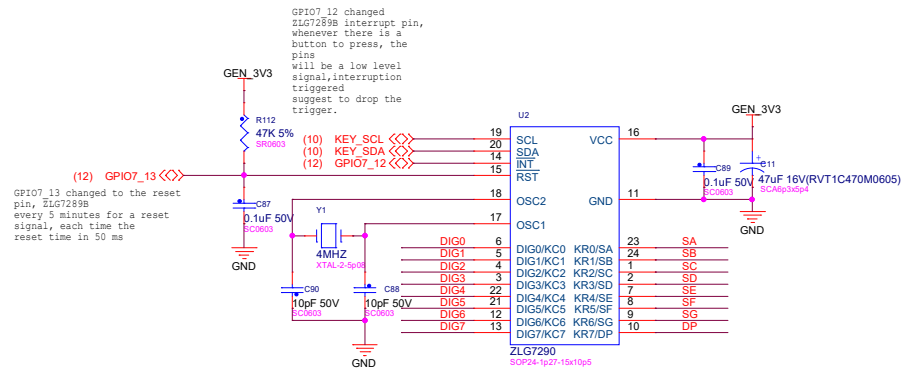 GPIO7_12 changed
ZLG7289B interrupt pin,
whenever there is a
button to press, the
pins
will be a low level
signal,interruption
triggered
suggest to drop the
trigger.
GEN_3V3
R112
47K 5%
SR0603
(12) GPIO7_13
GPIO7_13 changed to the reset
pin, ZLG7289B
every 5 minutes for a reset
signal, each time the
reset time in 50 ms
C87
0.1uF 50V
SC0603
GND
(10) KEY_SCL
(10) KEY_SDA
(12) GPIO7_12
Y1
4MHZ
XTAL-2-5p08
C90
10pF 50V
SC0603
C88
10pF 50V
SC0603
GND
U2
19 SCL
20 SDA
14 INT
15 RST
18 OSC2
17 OSC1
VCC 16
GND 11
DIG0 6 DIG0/KC0 KR0/SA 23 SA
DIG1 5 DIG1/KC1 KR1/SB 24 SB
DIG2 4 DIG2/KC2 KR2/SC 1 SC
DIG3 3 DIG3/KC3 KR3/SD 2 SD
DIG4 22 DIG4/KC4 KR4/SE 7 SE
DIG5 21 DIG5/KC5 KR5/SF 8 SF
DIG6 12 DIG6/KC6 KR6/SG 9 SG
DIG7 13 DIG7/KC7 KR7/DP 10 DP
ZLG7290
SOP24-1p27-15x10p5
GEN_3V3
C89
0.1uF 50V
SC0603
C11
47uF 16V(RVT1C470M0605)
SCA6p3x5p4
GND